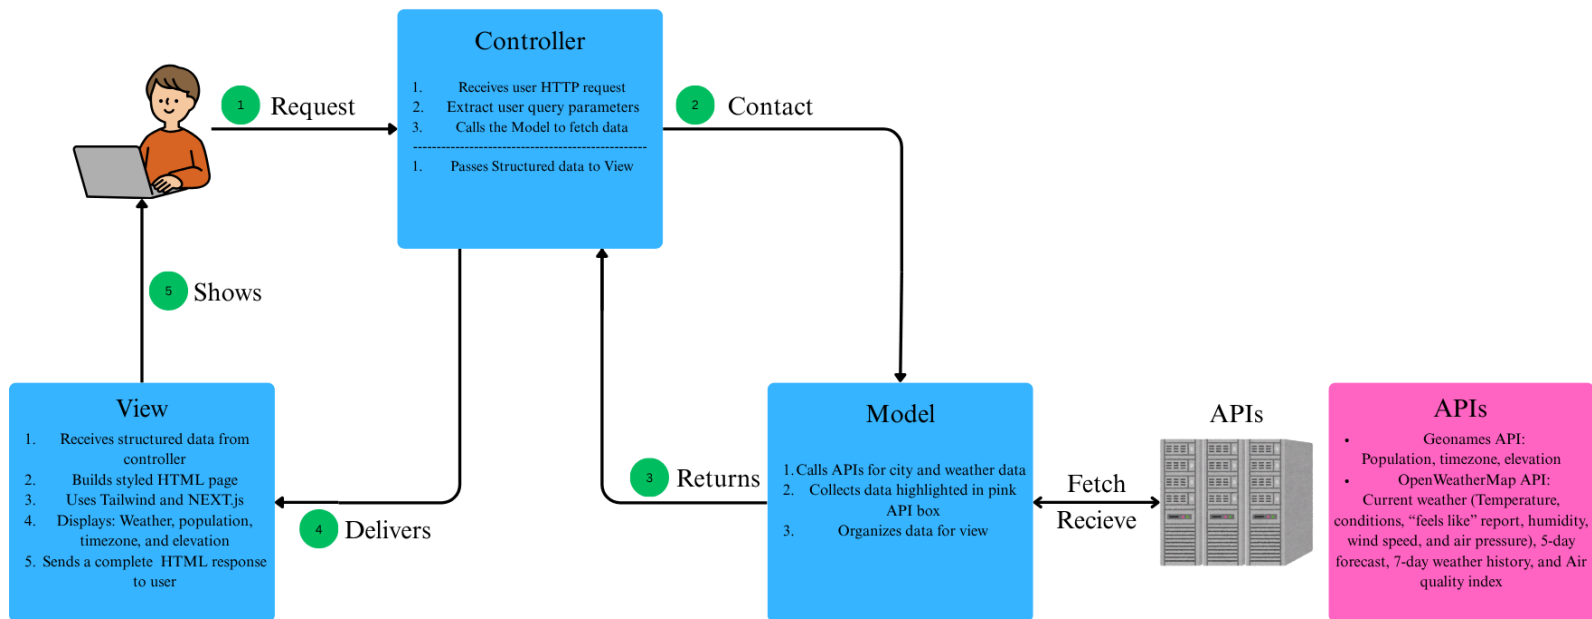 Controller
1. Receives user HTTP request
2. Extract user query parameters
3. Calls the Model to fetch data
--------------------------------------------------
1. Passes Structured data to View
1 Request
2 Contact
5 Shows
View
1. Receives structured data from
controller
2. Builds styled HTML page
3. Uses Tailwind and NEXT.js
4. Displays: Weather, population,
timezone, and elevation
5. Sends a complete HTML response
to user
4 Delivers
3 Returns
Model
1. Calls APIs for city and weather data
2. Collects data highlighted in pink
API box
3. Organizes data for view
Fetch
Recieve
APIs
APIs
• Geonames API:
Population, timezone, elevation
• OpenWeatherMap API:
Current weather (Temperature,
conditions, “feels like” report, humidity,
wind speed, and air pressure), 5-day
forecast, 7-day weather history, and Air
quality index